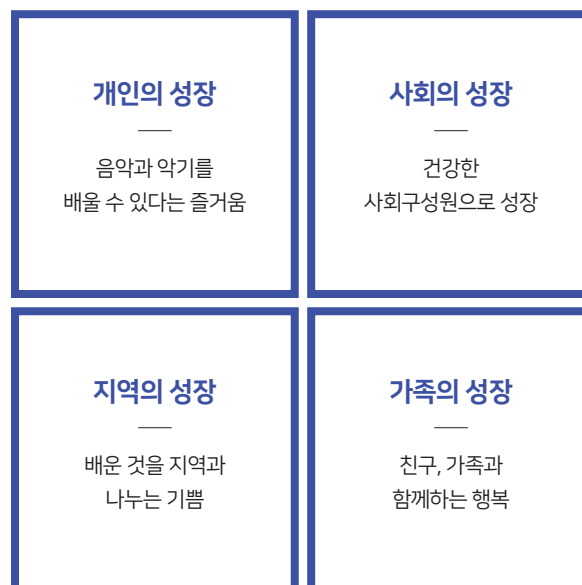 개인의 성장
음악과 악기를
배울 수 있다는 즐거움
사회의 성장
건강한
사회구성원으로 성장
지역의 성장
배운 것을 지역과
나누는 기쁨
가족의 성장
친구, 가족과
함께하는 행복